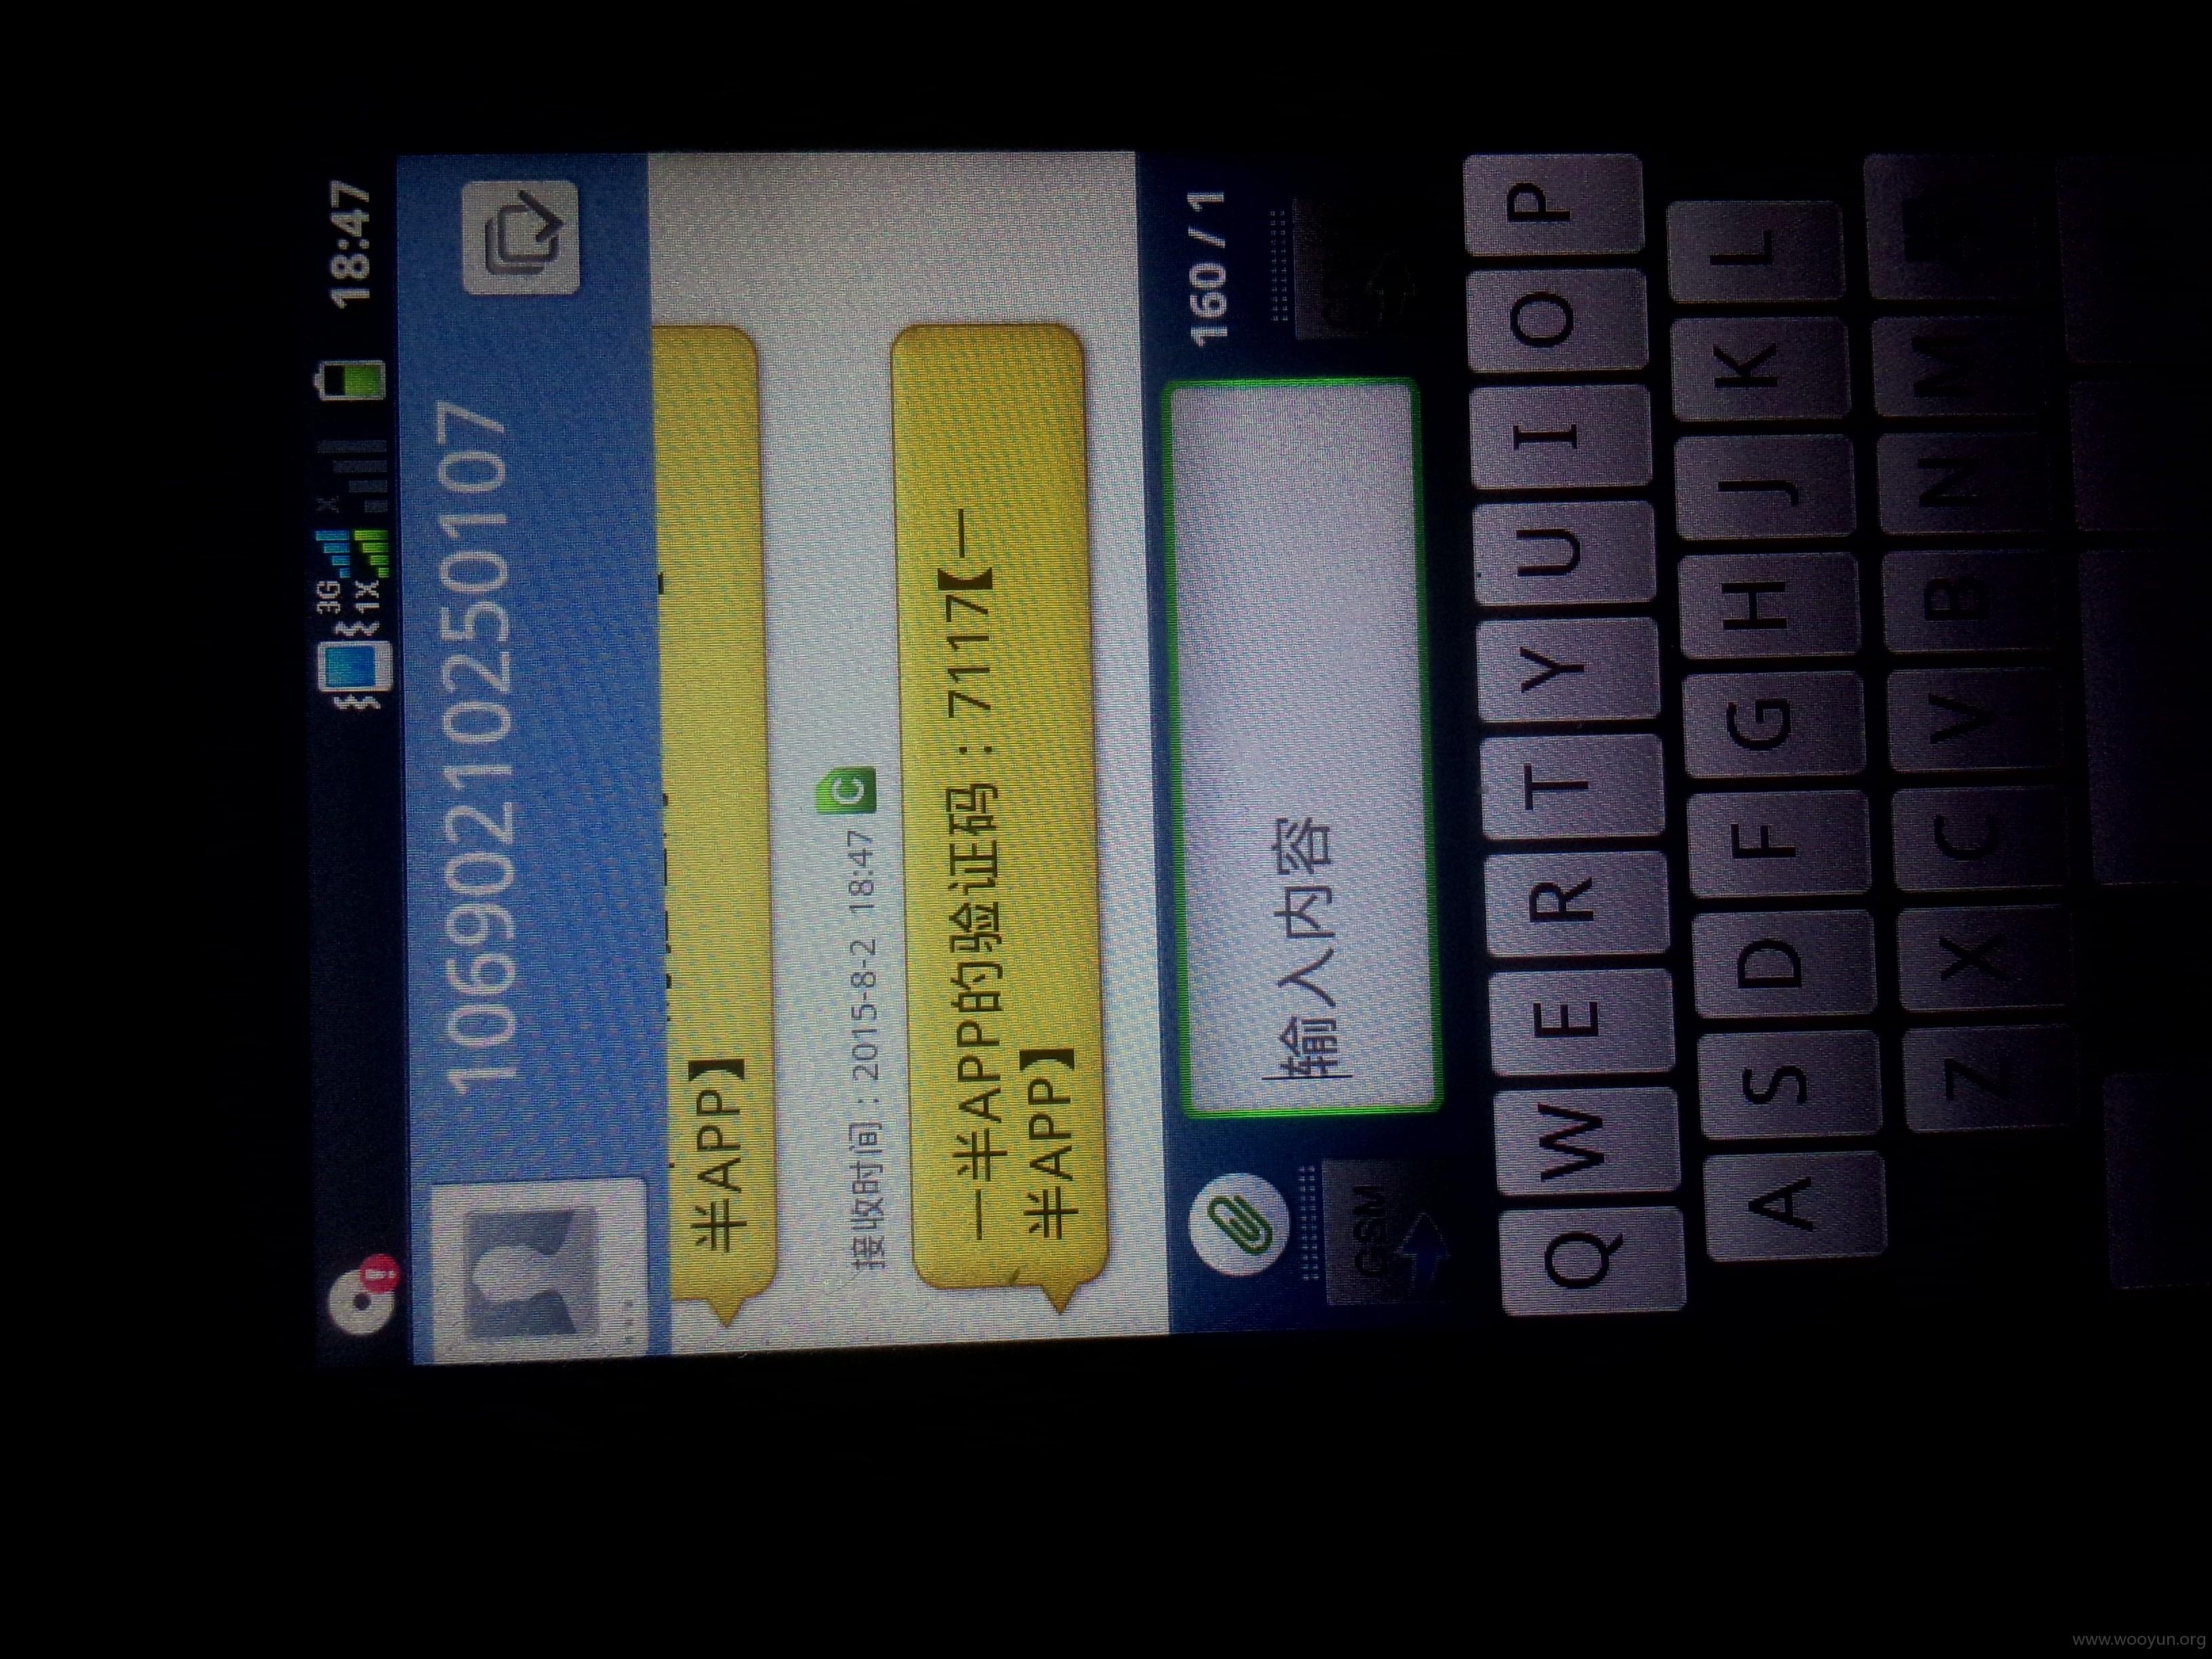 3G
1X
X
18:47
10690210250107
半APP】
接收时间：2015-8-2 18:47
C
一半APP的验证码：7117【一
半APP】
输入内容
160 / 1
GSM
Q W E R T Y U I O P
A S D F G H J K L
Z X C V B N M
www.wooyun.org